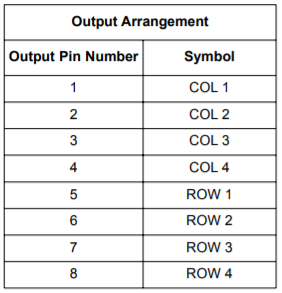 Output Arrangement
Output Pin Number Symbol
1 COL 1
2 COL 2
3 COL 3
4 COL 4
5 ROW 1
6 ROW 2
7 ROW 3
8 ROW 4